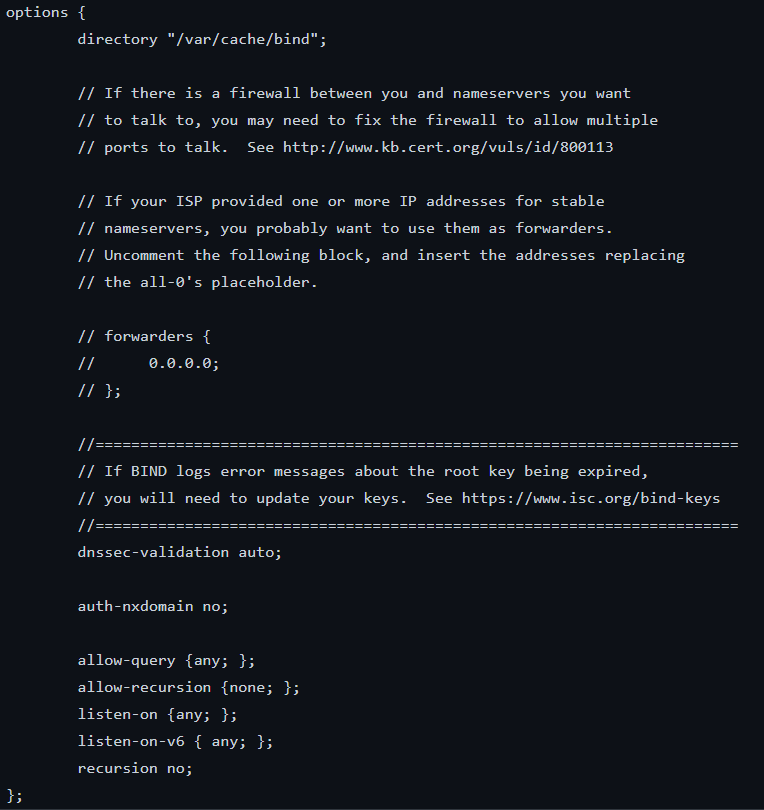 options {
directory "/var/cache/bind";
// If there is a firewall between you and nameservers you want
// to talk to, you may need to fix the firewall to allow multiple
// ports to talk.  See http://www.kb.cert.org/vuls/id/800113
// If your ISP provided one or more IP addresses for stable
// nameservers, you probably want to use them as forwarders.
// Uncomment the following block, and insert the addresses replacing
// the all-0's placeholder.
// forwarders {
//      0.0.0.0;
// };
//========================================================================
// If BIND logs error messages about the root key being expired,
// you will need to update your keys.  See https://www.isc.org/bind-keys
//========================================================================
dnssec-validation auto;
auth-nxdomain no;
allow-query {any; };
allow-recursion {none; };
listen-on {any; };
listen-on-v6 { any; };
recursion no;
};